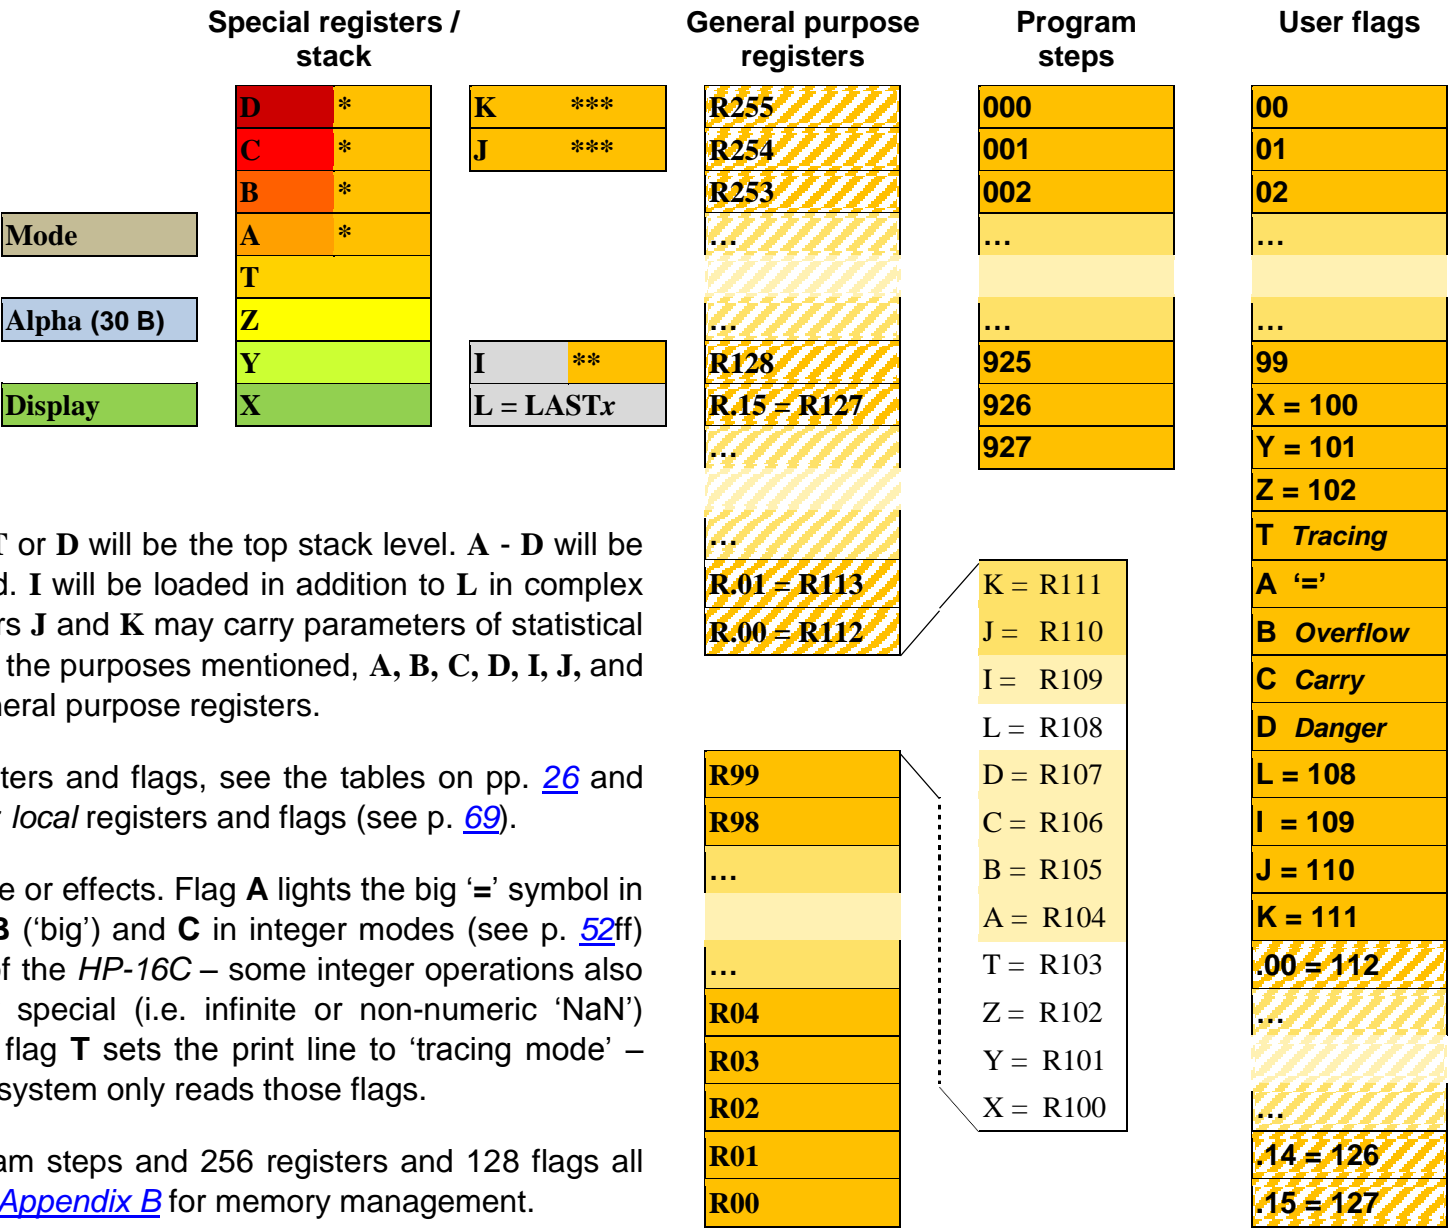 Special registers /
stack
General purpose
registers
Program
steps
User flags
D *
C *
B *
A *
T
Z
Y
X
Mode
Alpha (30 B)
Display
K ***
J ***
I **
L = LASTx
R255
R254
R253
…
…
R128
R.15 = R127
…
…
R.01 = R113
R.00 = R112
R99
R98
…
…
R04
R03
R02
R01
R00
000
001
002
…
…
925
926
927
K = R111
J = R110
I = R109
L = R108
D = R107
C = R106
B = R105
A = R104
T = R103
Z = R102
Y = R101
X = R100
00
01
02
…
…
99
X = 100
Y = 101
Z = 102
T Tracing
A ‘=’
B Overflow
C Carry
D Danger
L = 108
I = 109
J = 110
K = 111
.00 = 112
…
…
.14 = 126
.15 = 127
T or D will be the top stack level. A - D will be
d. I will be loaded in addition to L in complex
rs J and K may carry parameters of statistical
the purposes mentioned, A, B, C, D, I, J, and
neral purpose registers.
ters and flags, see the tables on pp. 26 and
local registers and flags (see p. 69).
e or effects. Flag A lights the big ‘=’ symbol in
B (‘big’) and C in integer modes (see p. 52ff)
of the HP-16C – some integer operations also
special (i.e. infinite or non-numeric ‘NaN’)
flag T sets the print line to ‘tracing mode’ –
system only reads those flags.
am steps and 256 registers and 128 flags all
Appendix B for memory management.